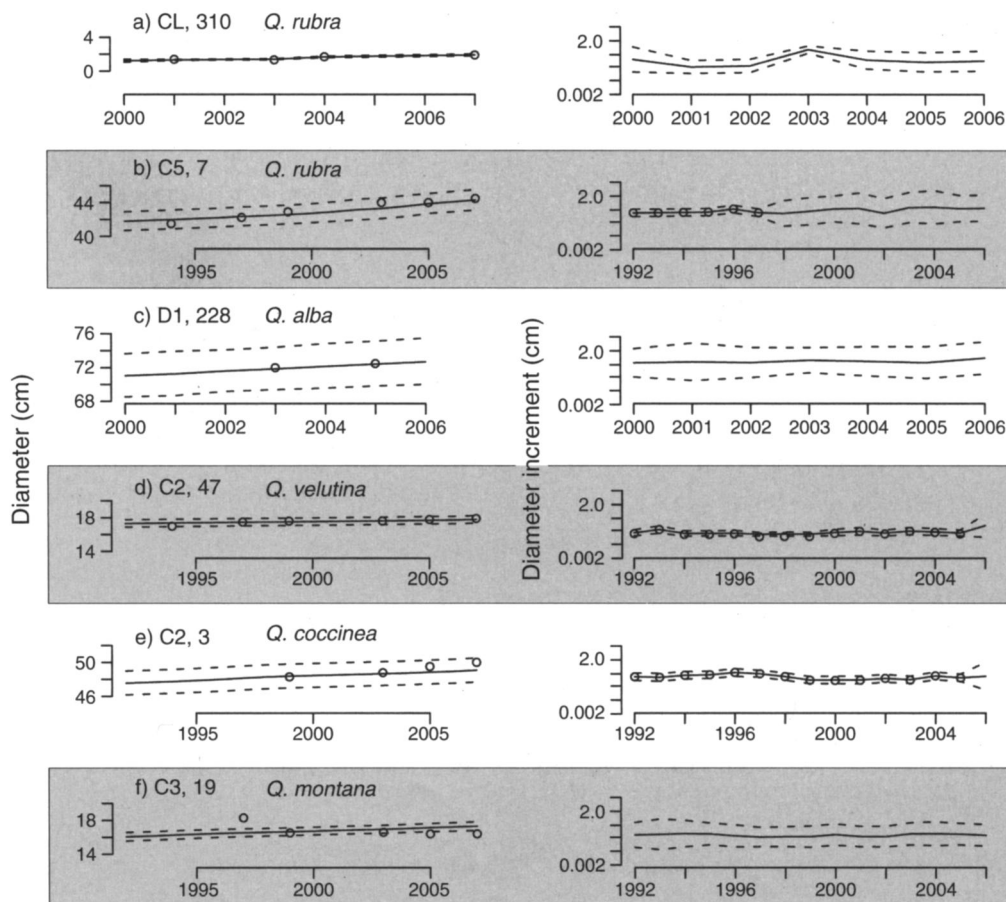 a) CL, 310 Q. rubra
4
0
2000 2002 2004 2006
2.0
0.002
2000 2001 2002 2003 2004 2005 2006
b) C5, 7 Q. rubra
44
40
1995 2000 2005
2.0
0.002
1992 1996 2000 2004
c) D1, 228 Q. alba
76
72
68
2000 2002 2004 2006
2.0
0.002
2000 2001 2002 2003 2004 2005 2006
Diameter (cm)
Diameter increment (cm)
d) C2, 47 Q. velutina
18
14
1995 2000 2005
2.0
0.002
1992 1996 2000 2004
e) C2, 3 Q. coccinea
50
46
1995 2000 2005
2.0
0.002
1992 1996 2000 2004
f) C3, 19 Q. montana
18
14
1995 2000 2005
2.0
0.002
1992 1996 2000 2004